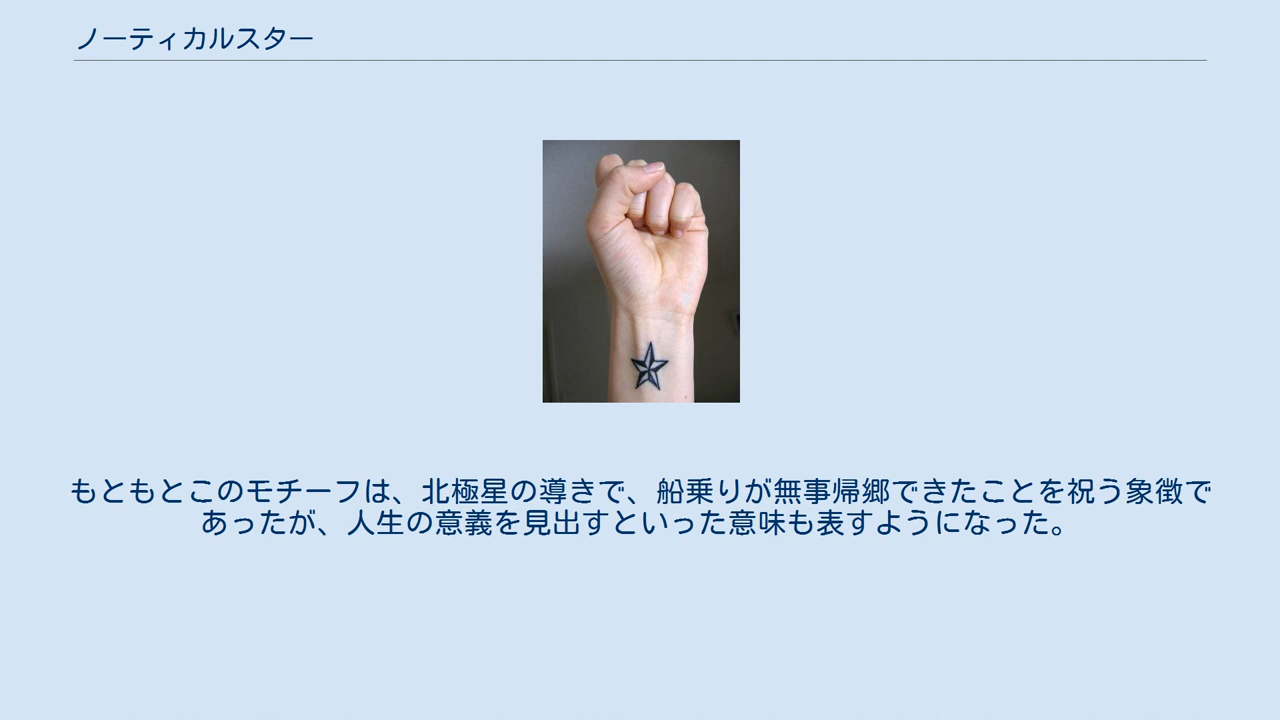 ノーティカルスター
もともとこのモチーフは、北極星の導きで、船乗りが無事帰郷できたことを祝う象徴で
あったが、人生の意義を見出すといった意味も表すようになった。